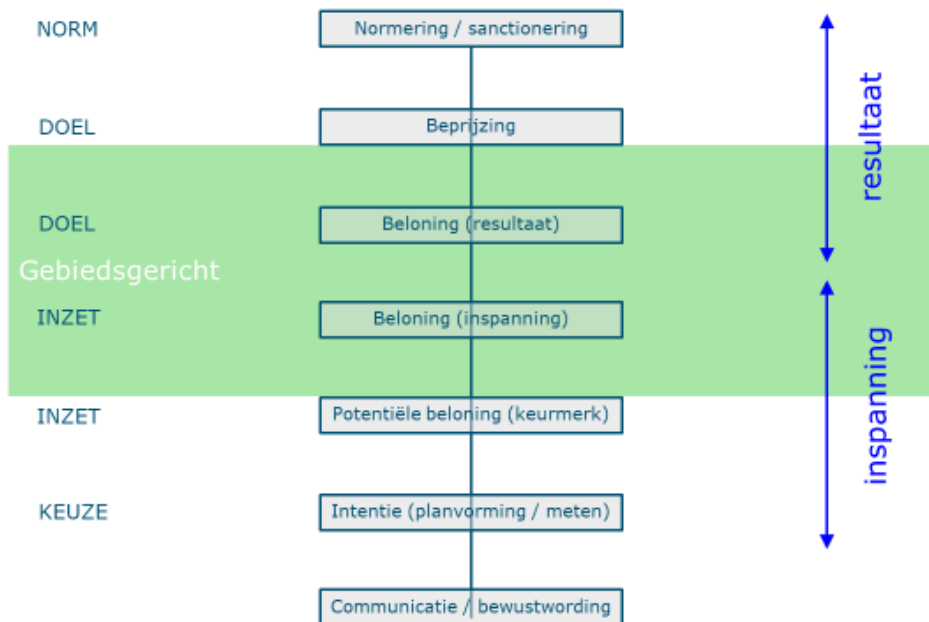 NORM
Normering / sanctionering
DOEL
Beprijzing
resultaat
DOEL
Beloning (resultaat)
Gebiedsgericht
INZET
Beloning (inspanning)
inspanning
INZET
Potentiële beloning (keurmerk)
KEUZE
Intentie (planvorming / meten)
Communicatie / bewustwording